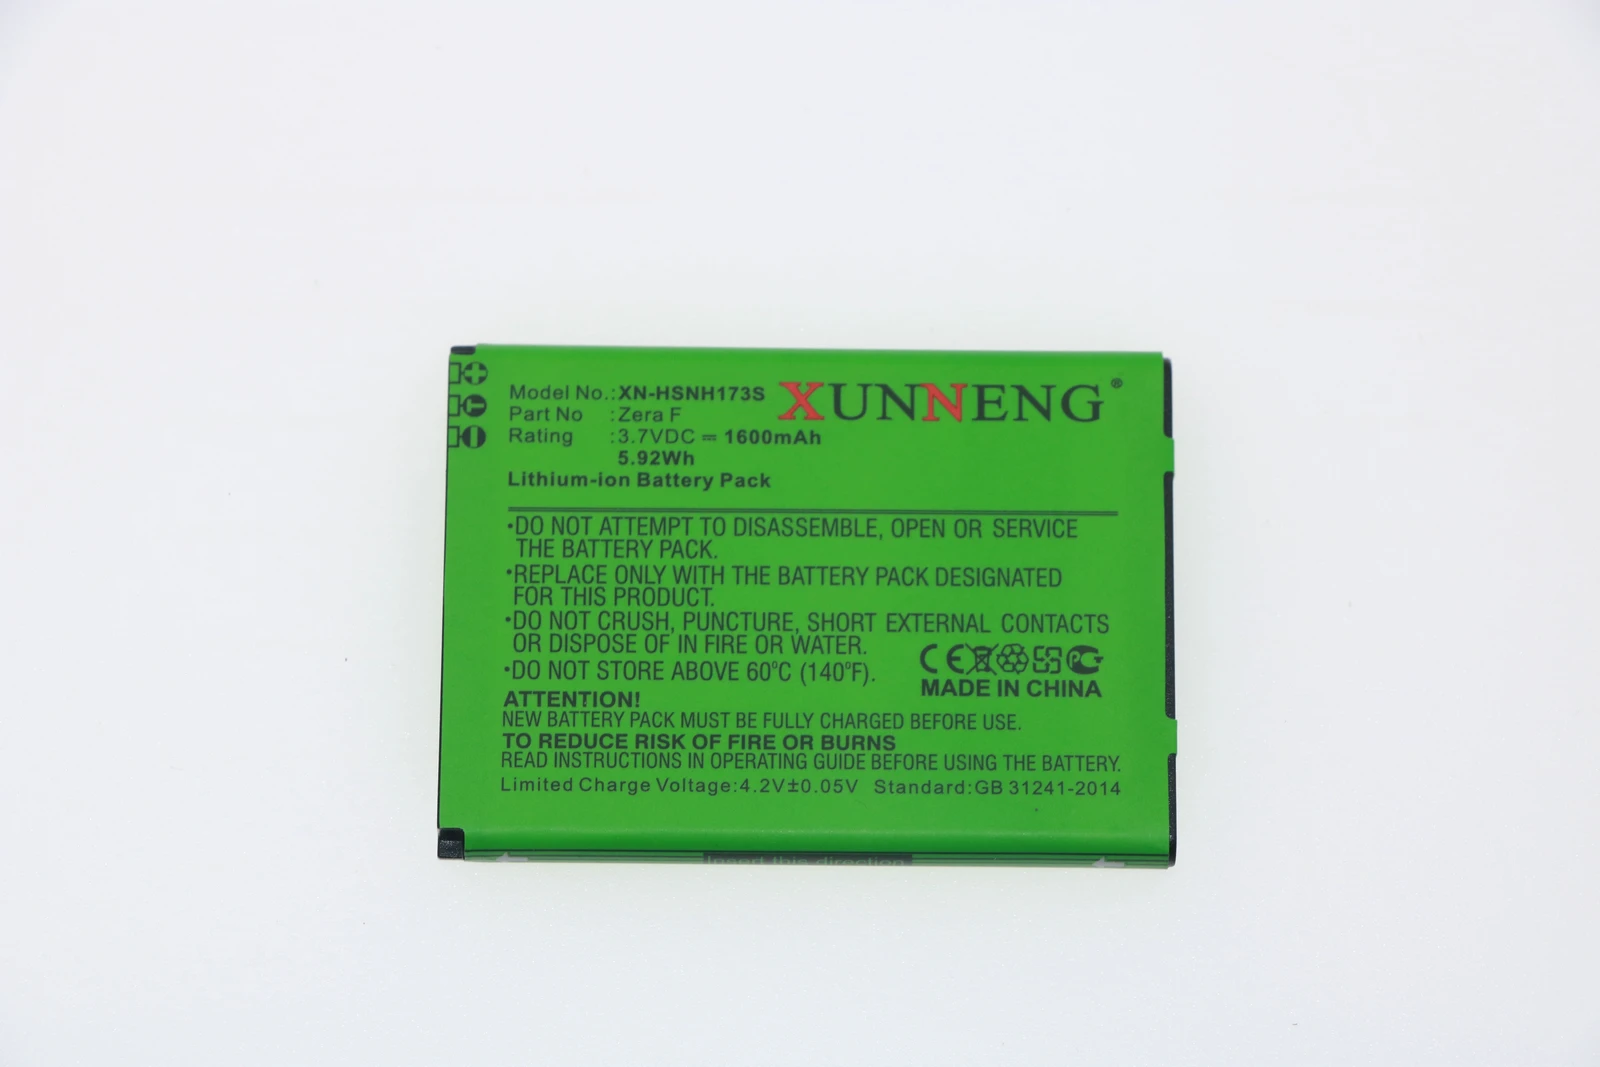 XUNNENG®
Model No.:XN-HSNH173S
Part No :Zera F
Rating :3.7VDC ⎓ 1600mAh
5.92Wh
Lithium-ion Battery Pack
•DO NOT ATTEMPT TO DISASSEMBLE, OPEN OR SERVICE
THE BATTERY PACK.
•REPLACE ONLY WITH THE BATTERY PACK DESIGNATED
FOR THIS PRODUCT.
•DO NOT CRUSH, PUNCTURE, SHORT EXTERNAL CONTACTS
OR DISPOSE OF IN FIRE OR WATER.
•DO NOT STORE ABOVE 60°C (140°F).
CE
MADE IN CHINA
ATTENTION!
NEW BATTERY PACK MUST BE FULLY CHARGED BEFORE USE.
TO REDUCE RISK OF FIRE OR BURNS
READ INSTRUCTIONS IN OPERATING GUIDE BEFORE USING THE BATTERY.
Limited Charge Voltage:4.2V±0.05V Standard:GB 31241-2014
Insert this direction